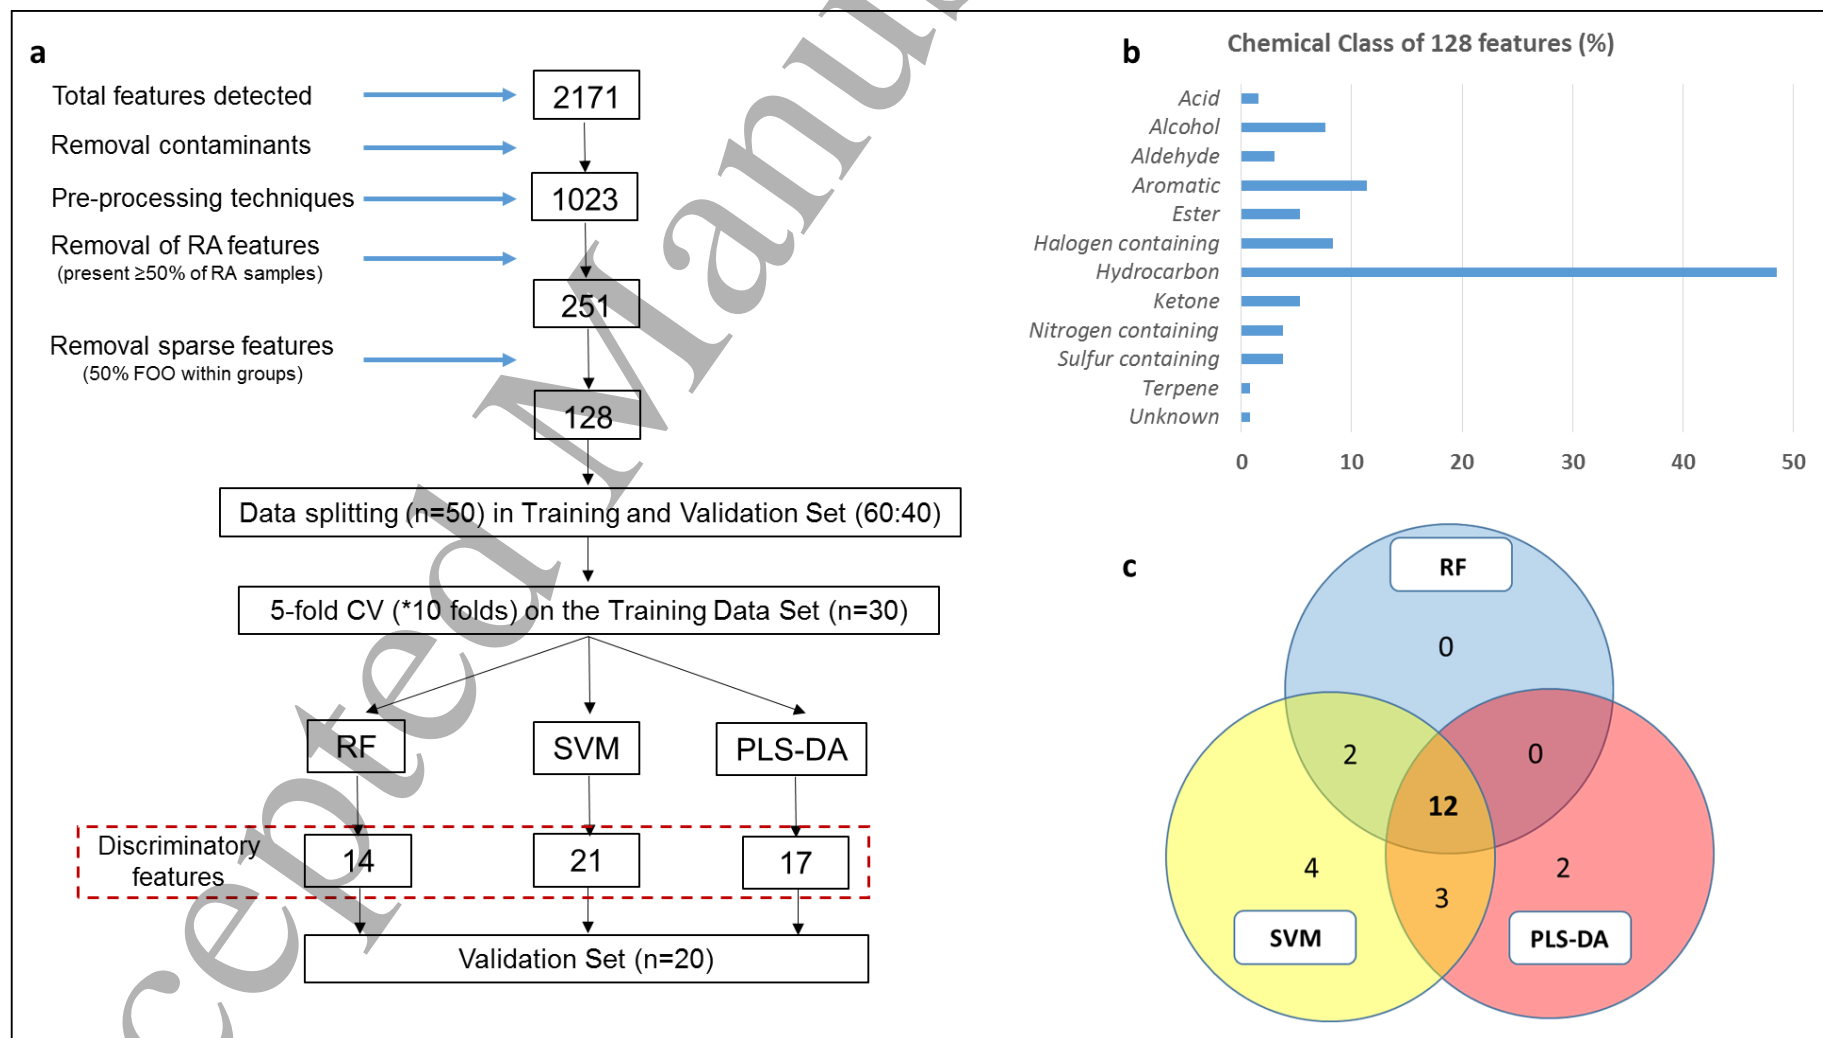 a
Total features detected
2171
Removal contaminants
Pre-processing techniques
1023
Removal of RA features
(present ≥50% of RA samples)
251
Removal sparse features
(50% FOO within groups)
128
Data splitting (n=50) in Training and Validation Set (60:40)
5-fold CV (*10 folds) on the Training Data Set (n=30)
RF
SVM
PLS-DA
Discriminatory
features
14
21
17
Validation Set (n=20)
b
Chemical Class of 128 features (%)
Acid
Alcohol
Aldehyde
Aromatic
Ester
Halogen containing
Hydrocarbon
Ketone
Nitrogen containing
Sulfur containing
Terpene
Unknown
0 10 20 30 40 50
c
RF
0
2
0
12
4
3
2
SVM
PLS-DA
cepted Manu